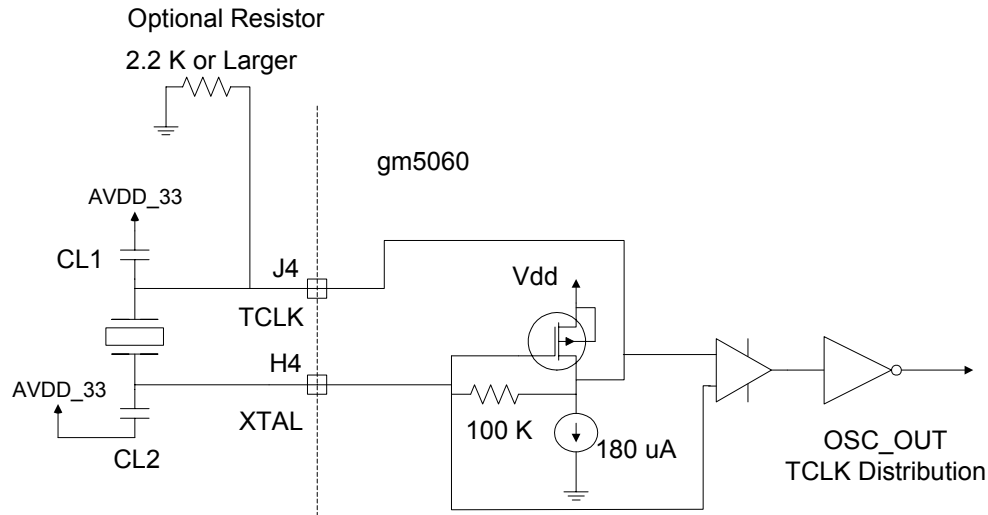 Optional Resistor
2.2 K or Larger
gm5060
AVDD_33
CL1
J4
TCLK
Vdd
H4
AVDD_33
XTAL
CL2
100 K
180 uA
OSC_OUT
TCLK Distribution